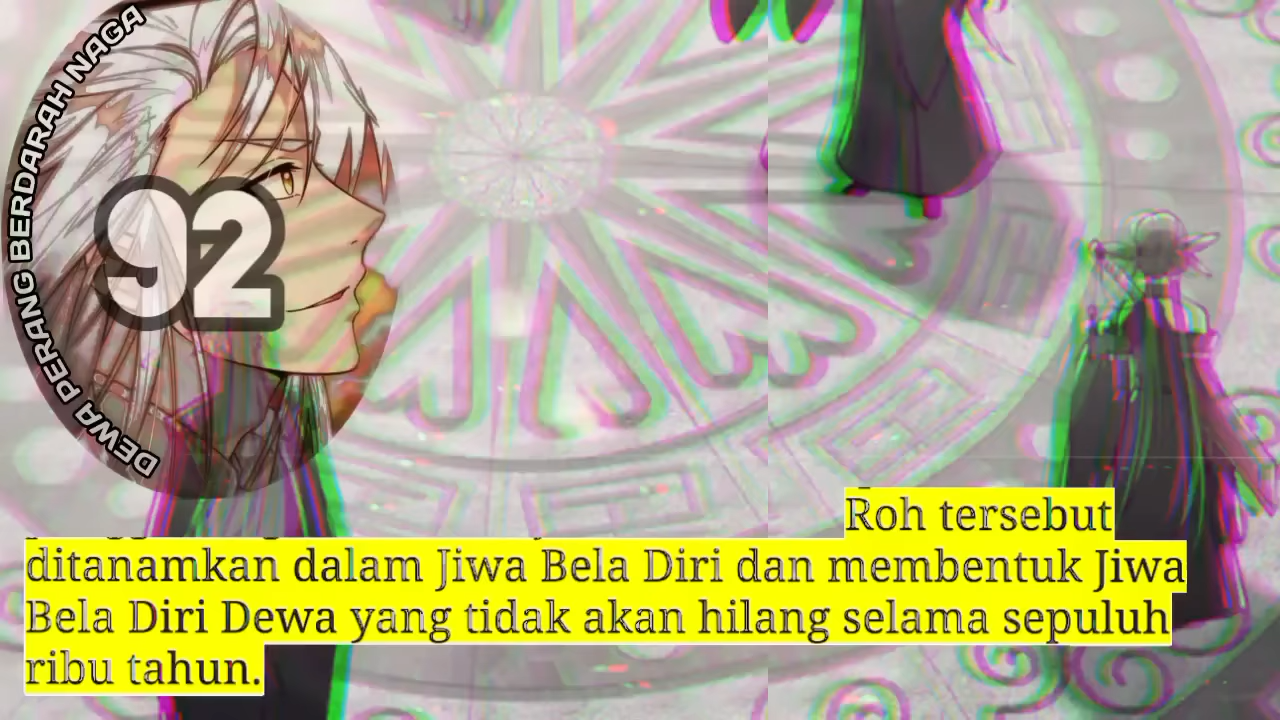 DEWA PERANG BERDARAH NAGA
92
Roh tersebut
ditanamkan dalam Jiwa Bela Diri dan membentuk Jiwa
Bela Diri Dewa yang tidak akan hilang selama sepuluh
ribu tahun.